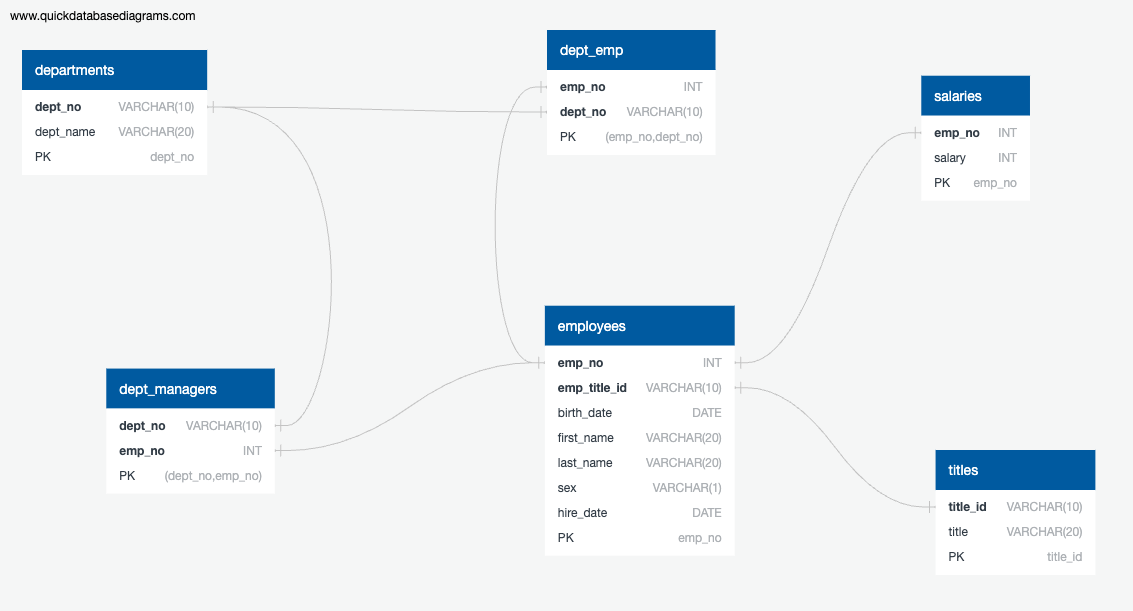 www.quickdatabasediagrams.com
departments
dept_no VARCHAR(10)
dept_name VARCHAR(20)
PK dept_no
dept_emp
emp_no INT
dept_no VARCHAR(10)
PK (emp_no,dept_no)
salaries
emp_no INT
salary INT
PK emp_no
employees
emp_no INT
emp_title_id VARCHAR(10)
birth_date DATE
first_name VARCHAR(20)
last_name VARCHAR(20)
sex VARCHAR(1)
hire_date DATE
PK emp_no
dept_managers
dept_no VARCHAR(10)
emp_no INT
PK (dept_no,emp_no)
titles
title_id VARCHAR(10)
title VARCHAR(20)
PK title_id